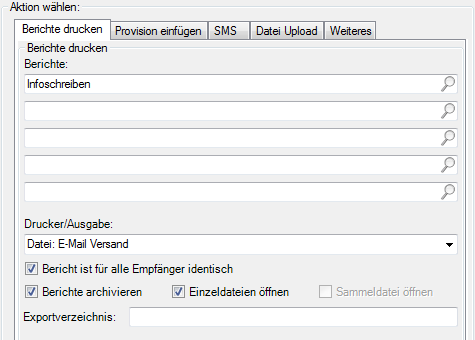 Aktion wählen:
Berichte drucken Provision einfügen SMS Datei Upload Weiteres
Berichte drucken
Berichte:
Infoschreiben
Drucker/Ausgabe:
Datei: E-Mail Versand
Bericht ist für alle Empfänger identisch
Berichte archivieren Einzeldateien öffnen Sammeldatei öffnen
Exportverzeichnis: